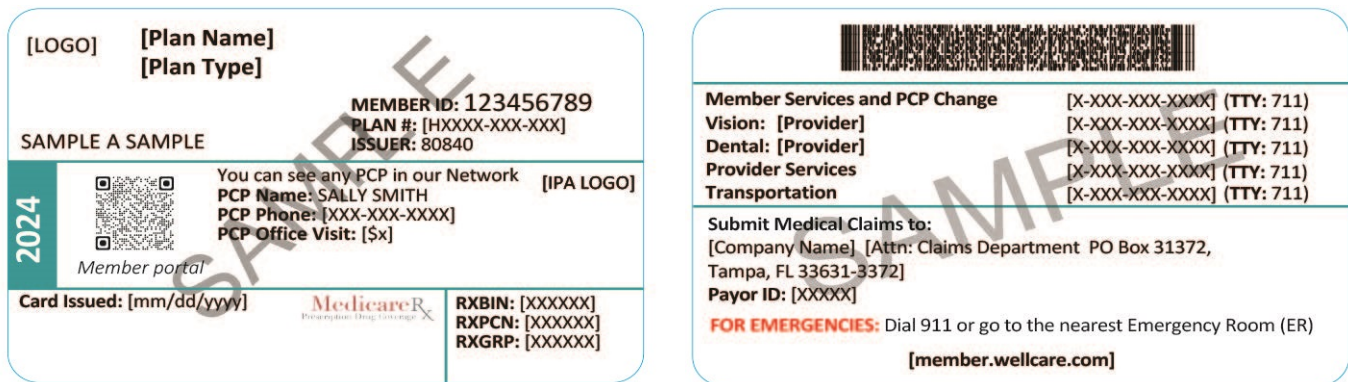 [LOGO]
[Plan Name]
[Plan Type]
MEMBER ID: 123456789
PLAN #: [HXXXX-XXX-XXX]
SAMPLE A SAMPLE
ISSUER: 80840
2024
You can see any PCP in our Network
[IPA LOGO]
PCP Name: SALLY SMITH
PCP Phone: [XXX-XXX-XXXX]
PCP Office Visit: [$x]
Member portal
Card Issued: [mm/dd/yyyy]
MedicareRx
Prescription Drug Coverage
RXBIN: [XXXXXX]
RXPCN: [XXXXXX]
RXGRP: [XXXXXX]
SAMPLE
Member Services and PCP Change [X-XXX-XXX-XXXX] (TTY: 711)
Vision: [Provider] [X-XXX-XXX-XXXX] (TTY: 711)
Dental: [Provider] [X-XXX-XXX-XXXX] (TTY: 711)
Provider Services [X-XXX-XXX-XXXX] (TTY: 711)
Transportation [X-XXX-XXX-XXXX] (TTY: 711)
Submit Medical Claims to:
[Company Name] [Attn: Claims Department PO Box 31372,
Tampa, FL 33631-3372]
Payor ID: [XXXXX]
FOR EMERGENCIES: Dial 911 or go to the nearest Emergency Room (ER)
[member.wellcare.com]
SAMPLE